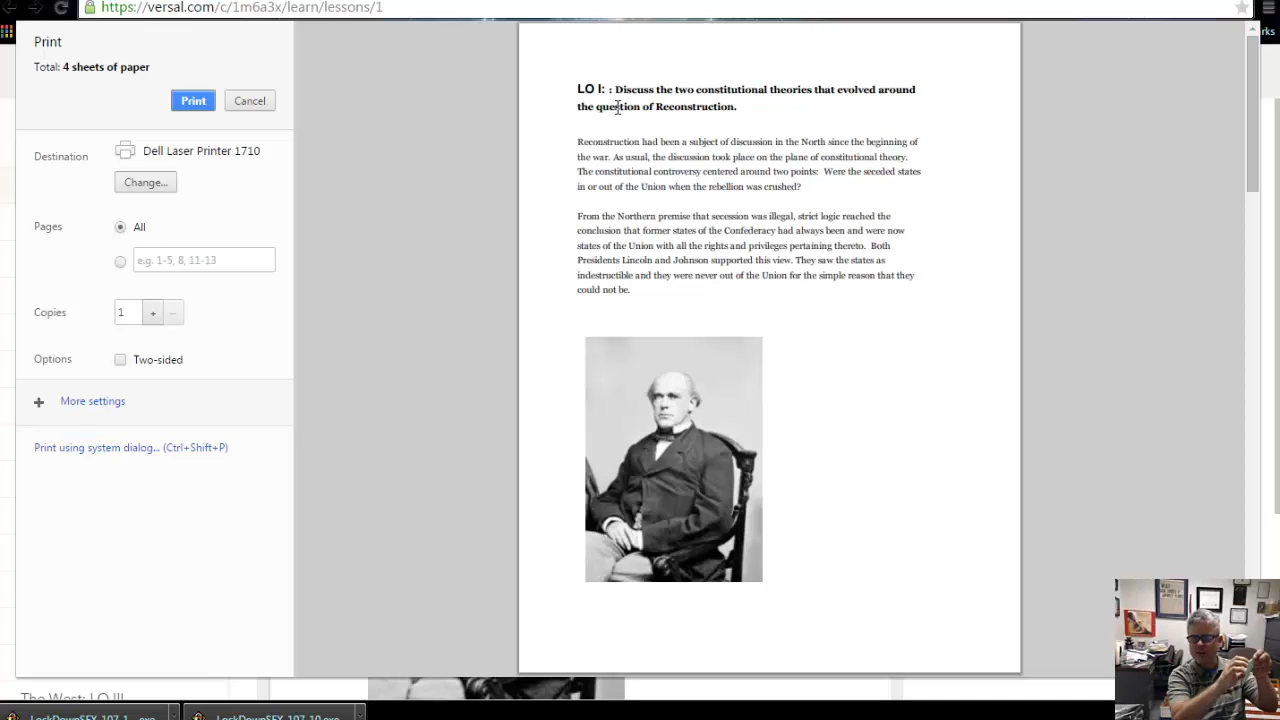 https://versal.com/c/1m6a3x/learn/lessons/1
rks
Print
Total: 4 sheets of paper
Print
Cancel
Destination
Dell Laser Printer 1710
Change...
Pages
All
e.g. 1-5, 8, 11-13
Copies
1
+
−
Options
Two-sided
+
More settings
Print using system dialog... (Ctrl+Shift+P)
LO I: : Discuss the two constitutional theories that evolved around
the question of Reconstruction.
Reconstruction had been a subject of discussion in the North since the beginning of
the war. As usual, the discussion took place on the plane of constitutional theory.
The constitutional controversy centered around two points: Were the seceded states
in or out of the Union when the rebellion was crushed?
From the Northern premise that secession was illegal, strict logic reached the
conclusion that former states of the Confederacy had always been and were now
states of the Union with all the rights and privileges pertaining thereto. Both
Presidents Lincoln and Johnson supported this view. They saw the states as
indestructible and they were never out of the Union for the simple reason that they
could not be.
The West: LO III
LockDownSFX_107_1....exe
LockDownSFX_107_10.exe